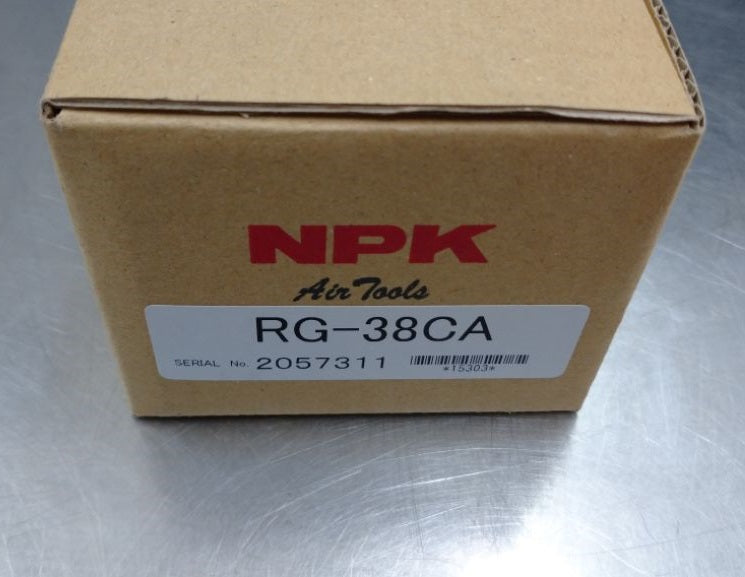 NPK
Air Tools
RG-38CA
SERIAL No. 2057311
*15303*